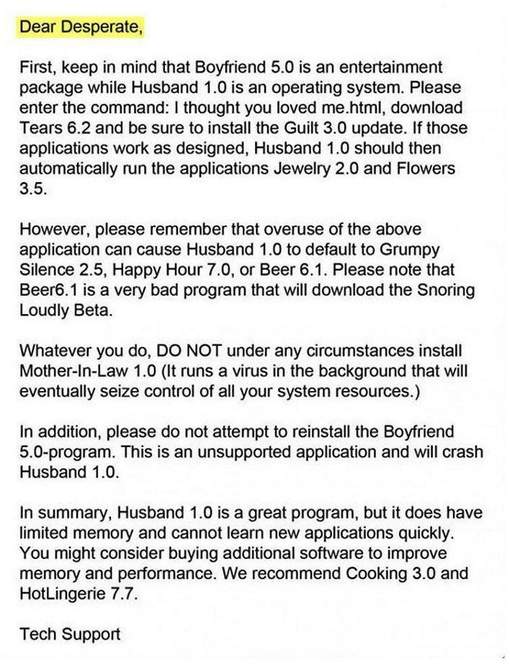 Dear Desperate,
First, keep in mind that Boyfriend 5.0 is an entertainment
package while Husband 1.0 is an operating system. Please
enter the command: I thought you loved me.html, download
Tears 6.2 and be sure to install the Guilt 3.0 update. If those
applications work as designed, Husband 1.0 should then
automatically run the applications Jewelry 2.0 and Flowers
3.5.
However, please remember that overuse of the above
application can cause Husband 1.0 to default to Grumpy
Silence 2.5, Happy Hour 7.0, or Beer 6.1. Please note that
Beer6.1 is a very bad program that will download the Snoring
Loudly Beta.
Whatever you do, DO NOT under any circumstances install
Mother-In-Law 1.0 (It runs a virus in the background that will
eventually seize control of all your system resources.)
In addition, please do not attempt to reinstall the Boyfriend
5.0-program. This is an unsupported application and will crash
Husband 1.0.
In summary, Husband 1.0 is a great program, but it does have
limited memory and cannot learn new applications quickly.
You might consider buying additional software to improve
memory and performance. We recommend Cooking 3.0 and
HotLingerie 7.7.
Tech Support